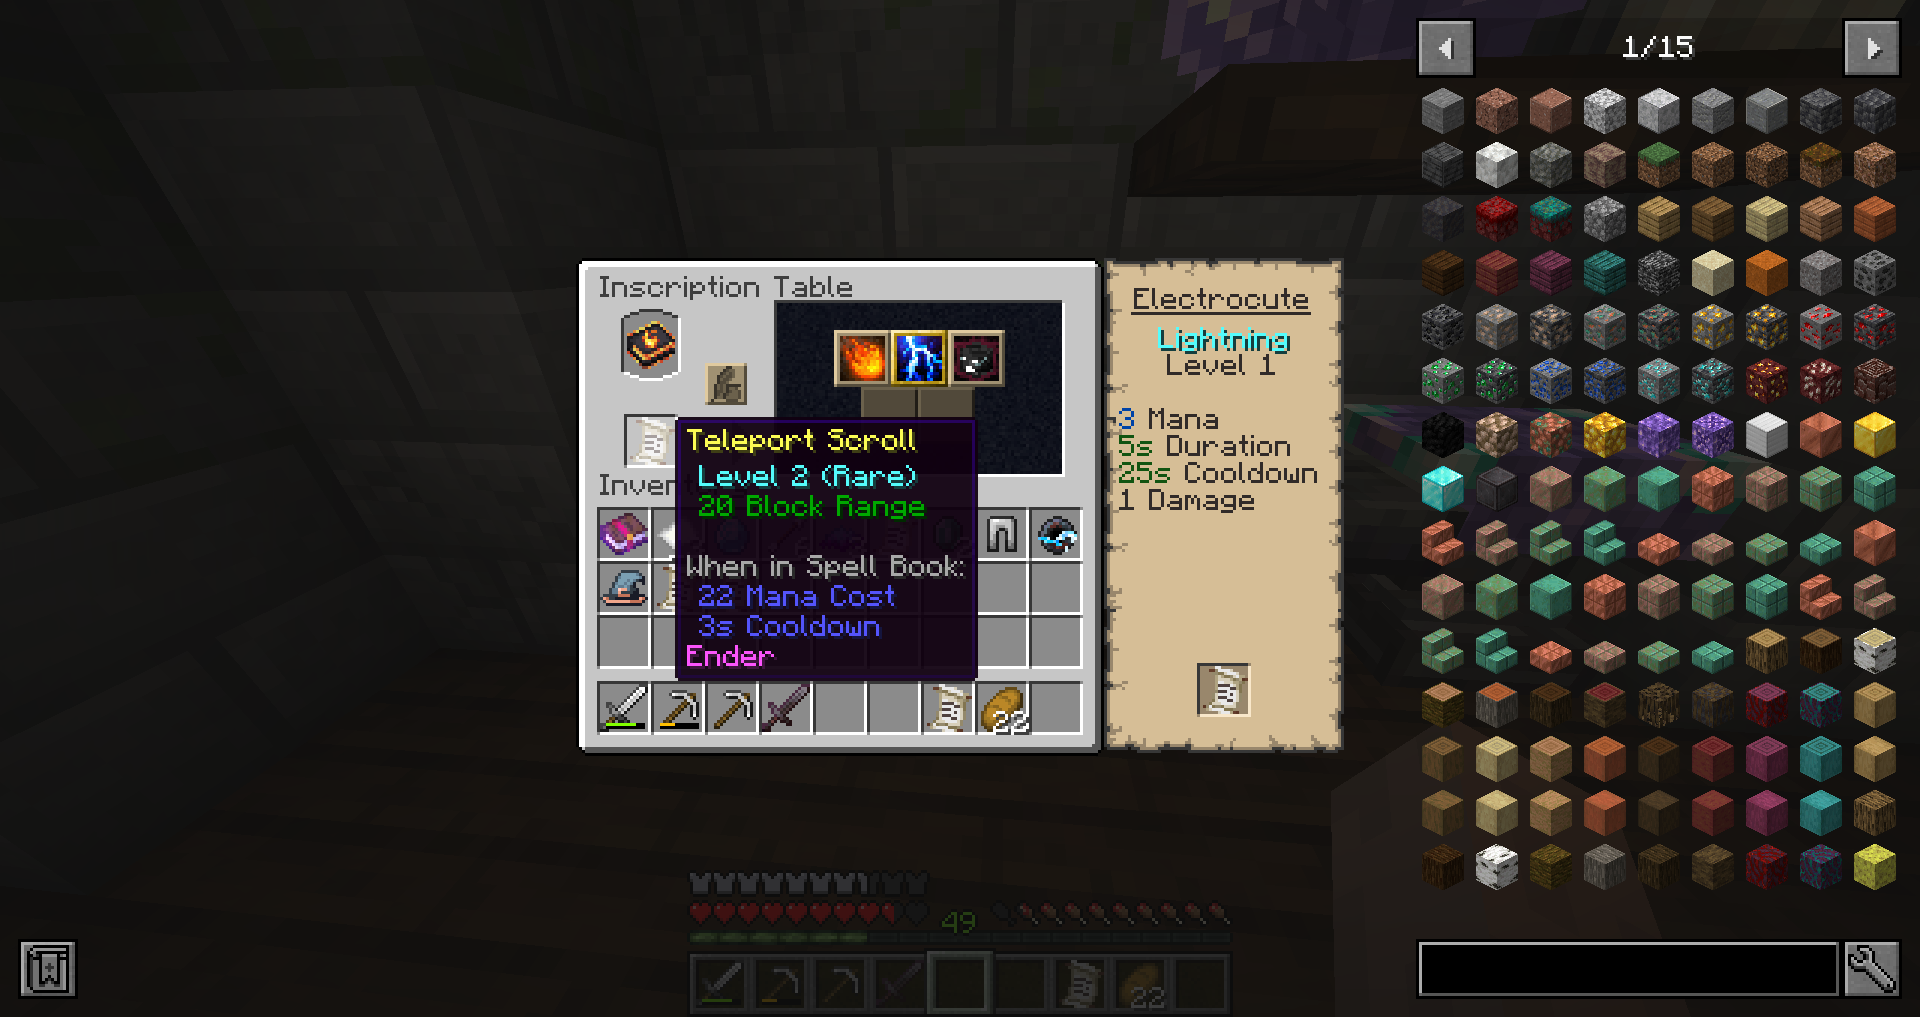 1/15
Inscription Table
Electrocute
Lightning
Level 1
3 Mana
5s Duration
25s Cooldown
1 Damage
Teleport Scroll
Level 2 (Rare)
20 Block Range
When in Spell Book:
22 Mana Cost
3s Cooldown
Ender
Inven
22
49
22